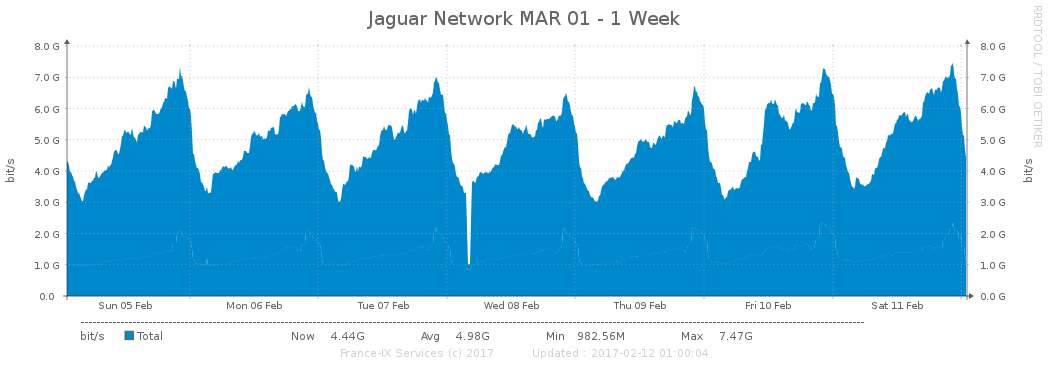 Jaguar Network MAR 01 - 1 Week
RRDTOOL / TOBI OETIKER
8.0 G 8.0 G
7.0 G 7.0 G
6.0 G 6.0 G
5.0 G 5.0 G
4.0 G 4.0 G
3.0 G 3.0 G
2.0 G 2.0 G
1.0 G 1.0 G
0.0 0.0 G
bit/s
bit/s
Sun 05 Feb Mon 06 Feb Tue 07 Feb Wed 08 Feb Thu 09 Feb Fri 10 Feb Sat 11 Feb
bit/s Total Now 4.44G Avg 4.98G Min 982.56M Max 7.47G
France-IX Services (c) 2017 Updated : 2017-02-12 01:00:04